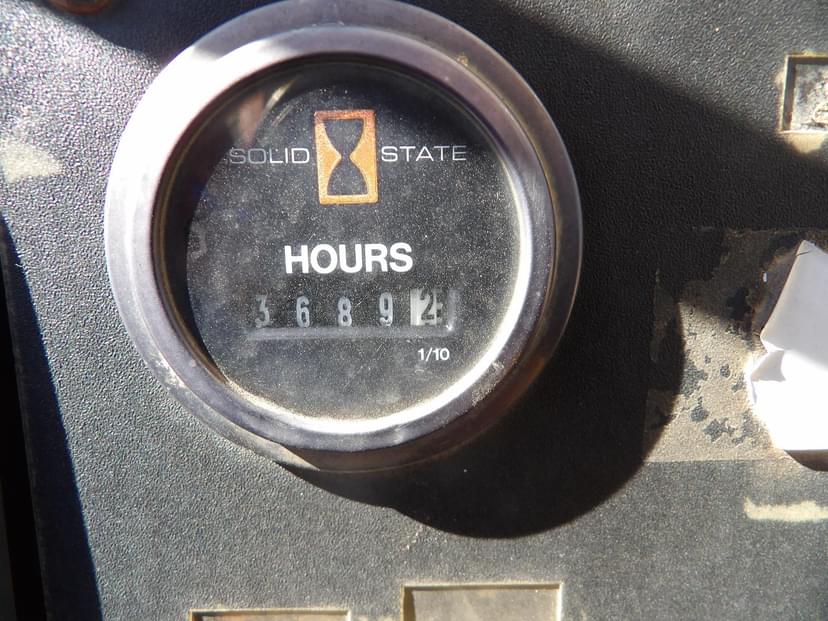 SOLID STATE
HOURS
3 6 8 9 2
1/10